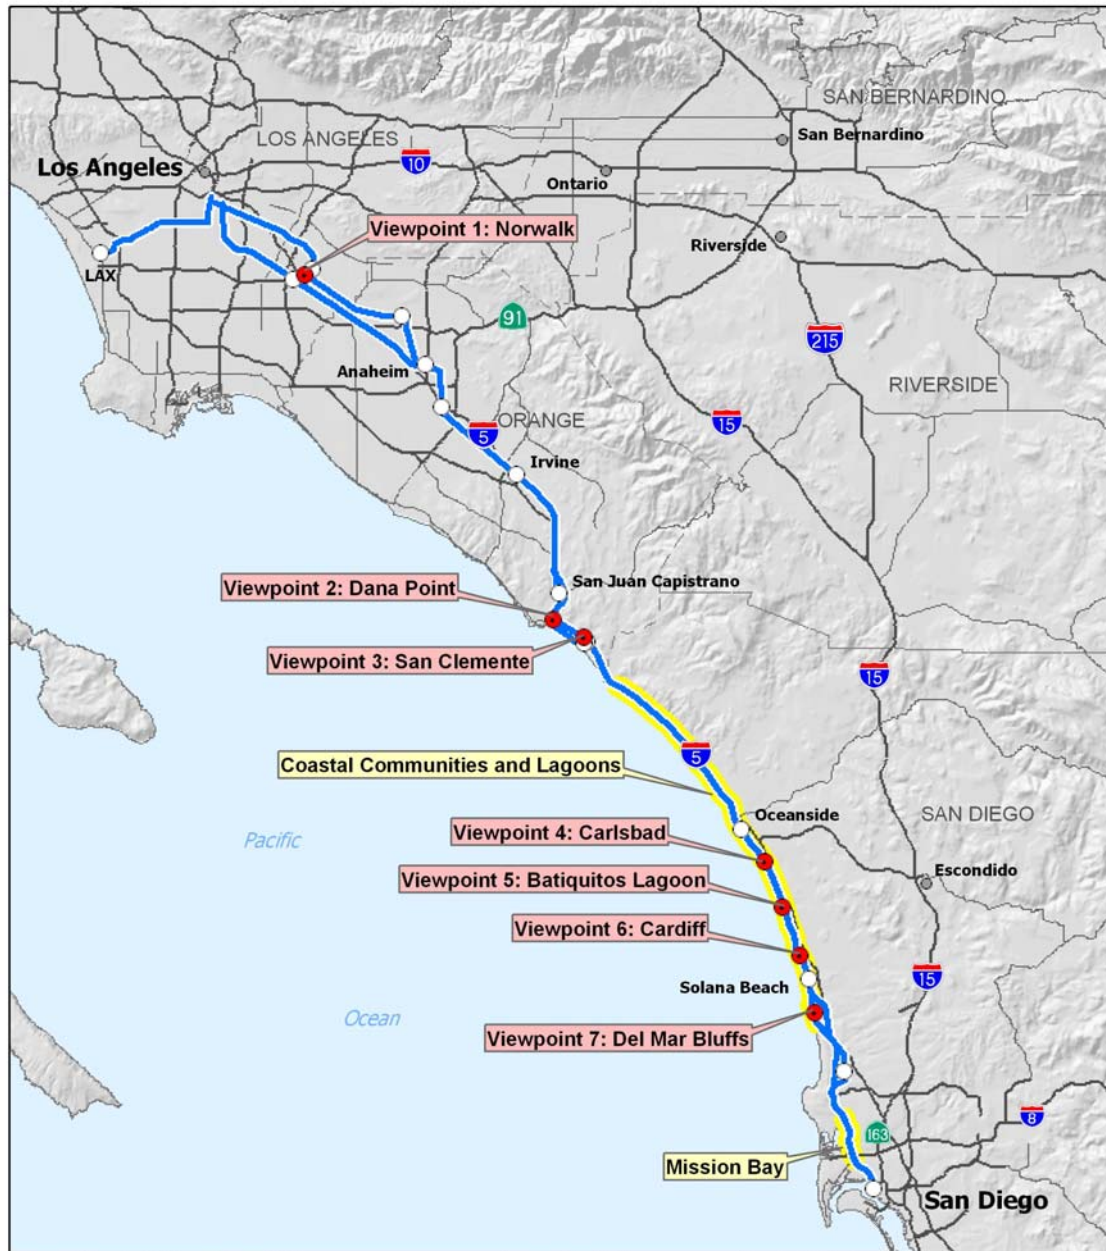 SAN BERNARDINO
San Bernardino
LOS ANGELES
Los Angeles
10
Ontario
Viewpoint 1: Norwalk
Riverside
LAX
91
215
Anaheim
RIVERSIDE
15
ORANGE
5
Irvine
San Juan Capistrano
Viewpoint 2: Dana Point
Viewpoint 3: San Clemente
15
5
Coastal Communities and Lagoons
Oceanside
SAN DIEGO
Viewpoint 4: Carlsbad
Pacific
Escondido
Viewpoint 5: Batiquitos Lagoon
Viewpoint 6: Cardiff
15
Solana Beach
Ocean
Viewpoint 7: Del Mar Bluffs
8
163
Mission Bay
San Diego